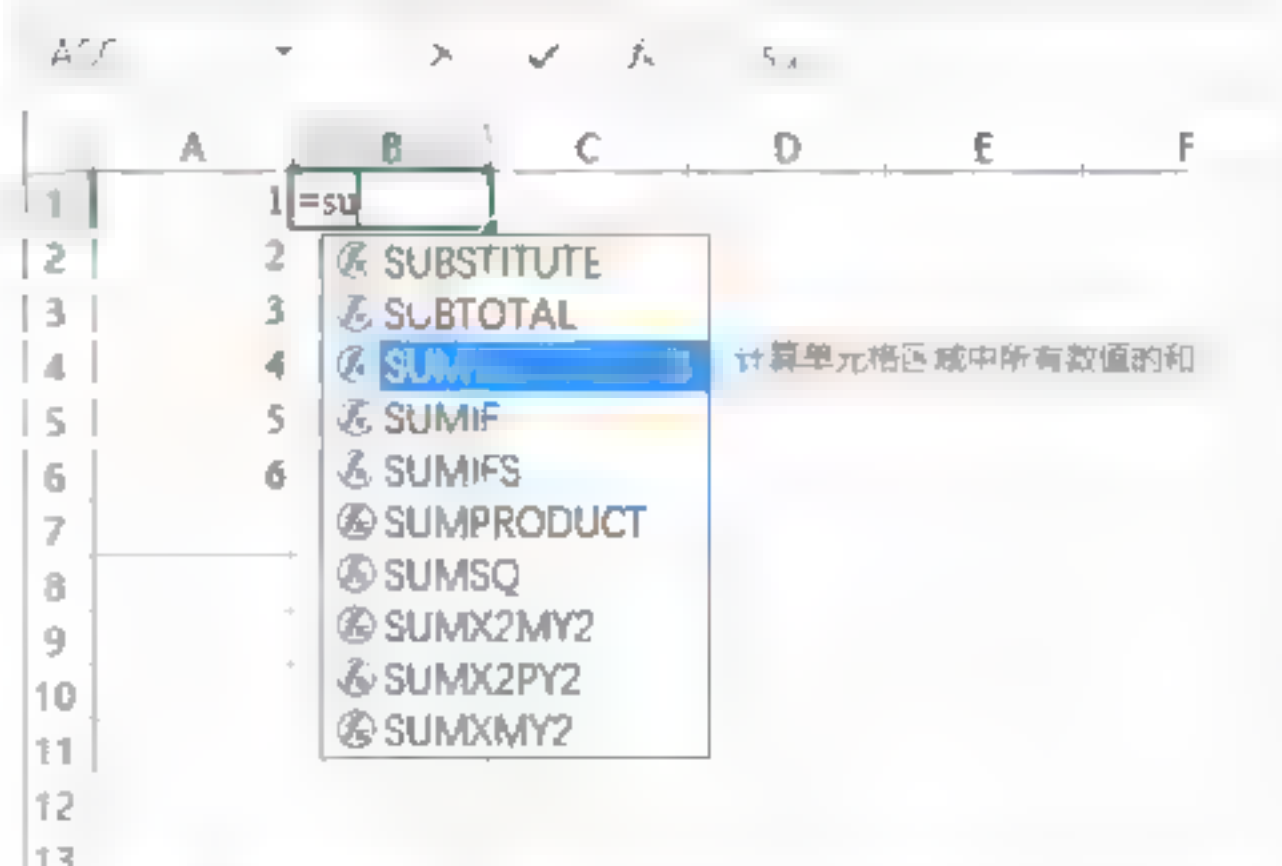 A B C D E F
1 1 =su
2 2
3 3
4 4
5 5
6 6
7
8
9
10
11
12
13
SUBSTITUTE
SUBTOTAL
SUM 计算单元格区域中所有数值的和
SUMIF
SUMIFS
SUMPRODUCT
SUMSQ
SUMX2MY2
SUMX2PY2
SUMXMY2